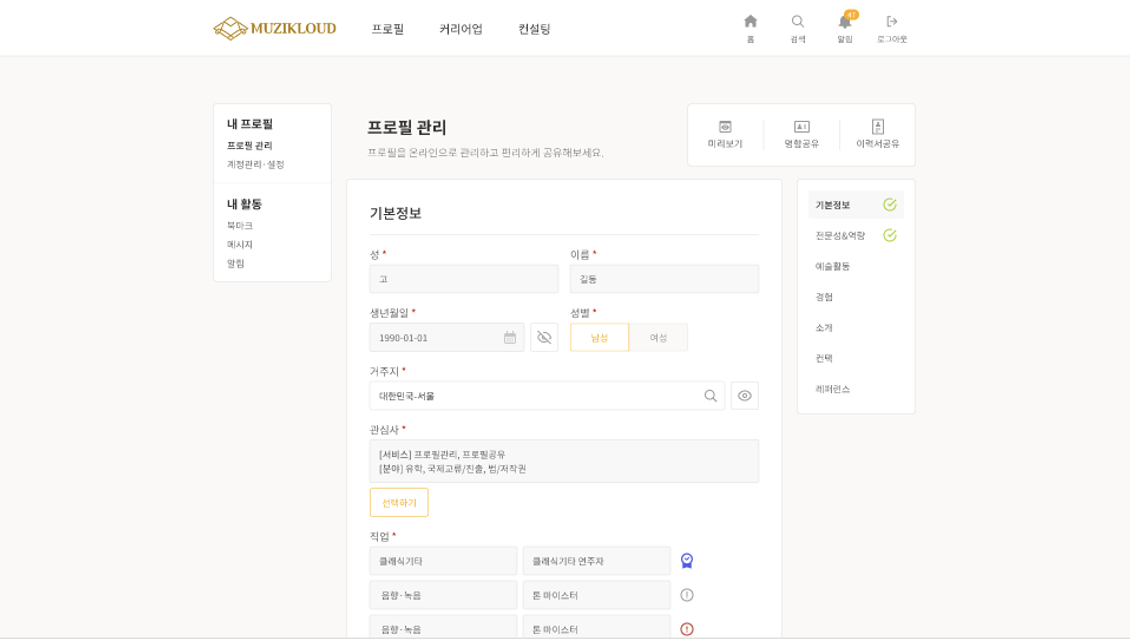 MUZIKLOUD
프로필
커리어업
컨설팅
47
홈
검색
알림
로그아웃
내 프로필
프로필 관리
계정관리·설정
내 활동
북마크
메시지
알림
프로필 관리
프로필을 온라인으로 관리하고 편리하게 공유해보세요.
미리보기
명함공유
이력서공유
기본정보
성 *
이름 *
고
길동
생년월일 *
성별 *
1990-01-01
남성
여성
거주지 *
대한민국-서울
관심사 *
[서비스] 프로필관리, 프로필공유
[분야] 유학, 국제교류/진출, 법/저작권
선택하기
직업 *
클래식기타
클래식기타 연주자
음향·녹음
톤 마이스터
음향·녹음
톤 마이스터
기본정보
전문성&역량
예술활동
경험
소개
컨택
레퍼런스